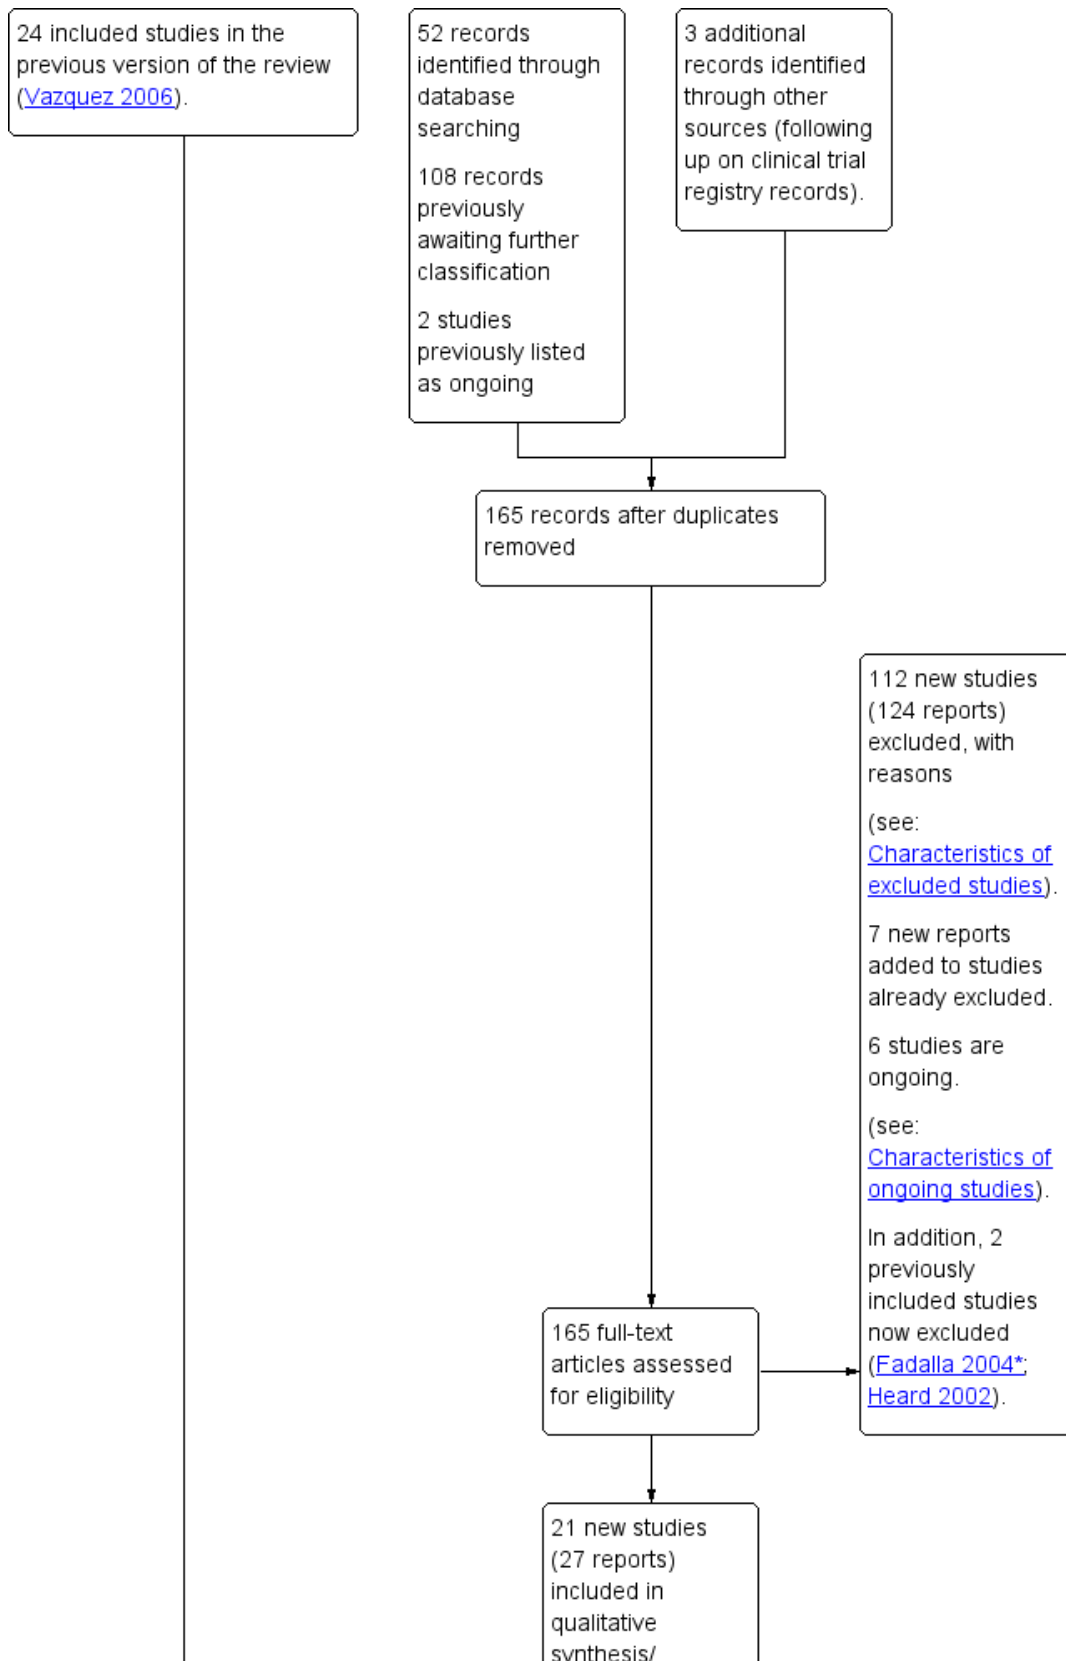 24 included studies in the
previous version of the review
(Vazquez 2006).
52 records
identified through
database
searching
108 records
previously
awaiting further
classification
2 studies
previously listed
as ongoing
3 additional
records identified
through other
sources (following
up on clinical trial
registry records).
165 records after duplicates
removed
112 new studies
(124 reports)
excluded, with
reasons
(see:
Characteristics of
excluded studies).
7 new reports
added to studies
already excluded.
6 studies are
ongoing.
(see:
Characteristics of
ongoing studies).
In addition, 2
previously
included studies
now excluded
(Fadalla 2004*;
Heard 2002).
165 full-text
articles assessed
for eligibility
21 new studies
(27 reports)
included in
qualitative
synthesis/